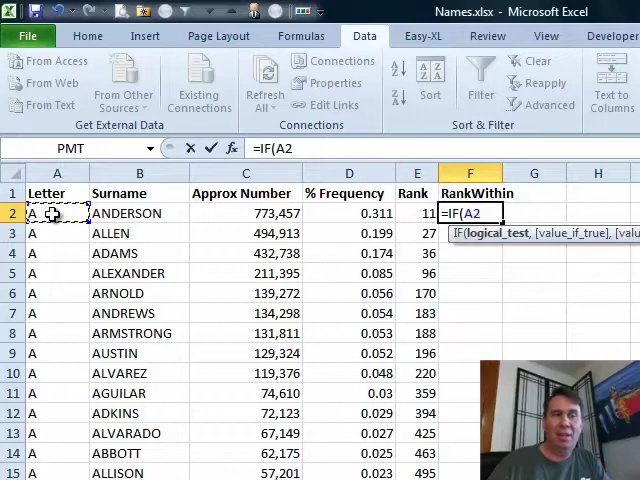 Names.xlsx - Microsoft Excel
File Home Insert Page Layout Formulas Data Easy-XL Review View Developer
From Access
From Web
From Text
From Other Sources
Existing Connections
Refresh All
Connections
Properties
Edit Links
Sort
Filter
Clear
Reapply
Advanced
Text to Columns
Get External Data Connections Sort & Filter
PMT =IF(A2
A B C D E F G H
1 Letter Surname Approx Number % Frequency Rank RankWithin
2 A ANDERSON 773,457 0.311 11 =IF(A2
3 A ALLEN 494,913 0.199 27
IF(logical_test, [value_if_true], [valu
4 A ADAMS 432,738 0.174 36
5 A ALEXANDER 211,395 0.085 96
6 A ARNOLD 139,272 0.056 170
7 A ANDREWS 134,298 0.054 183
8 A ARMSTRONG 131,811 0.053 188
9 A AUSTIN 129,324 0.052 196
10 A ALVAREZ 119,376 0.048 220
11 A AGUILAR 74,610 0.03 359
12 A ADKINS 72,123 0.029 394
13 A ALVARADO 67,149 0.027 425
14 A ABBOTT 62,175 0.025 463
15 A ALLISON 57,201 0.023 495